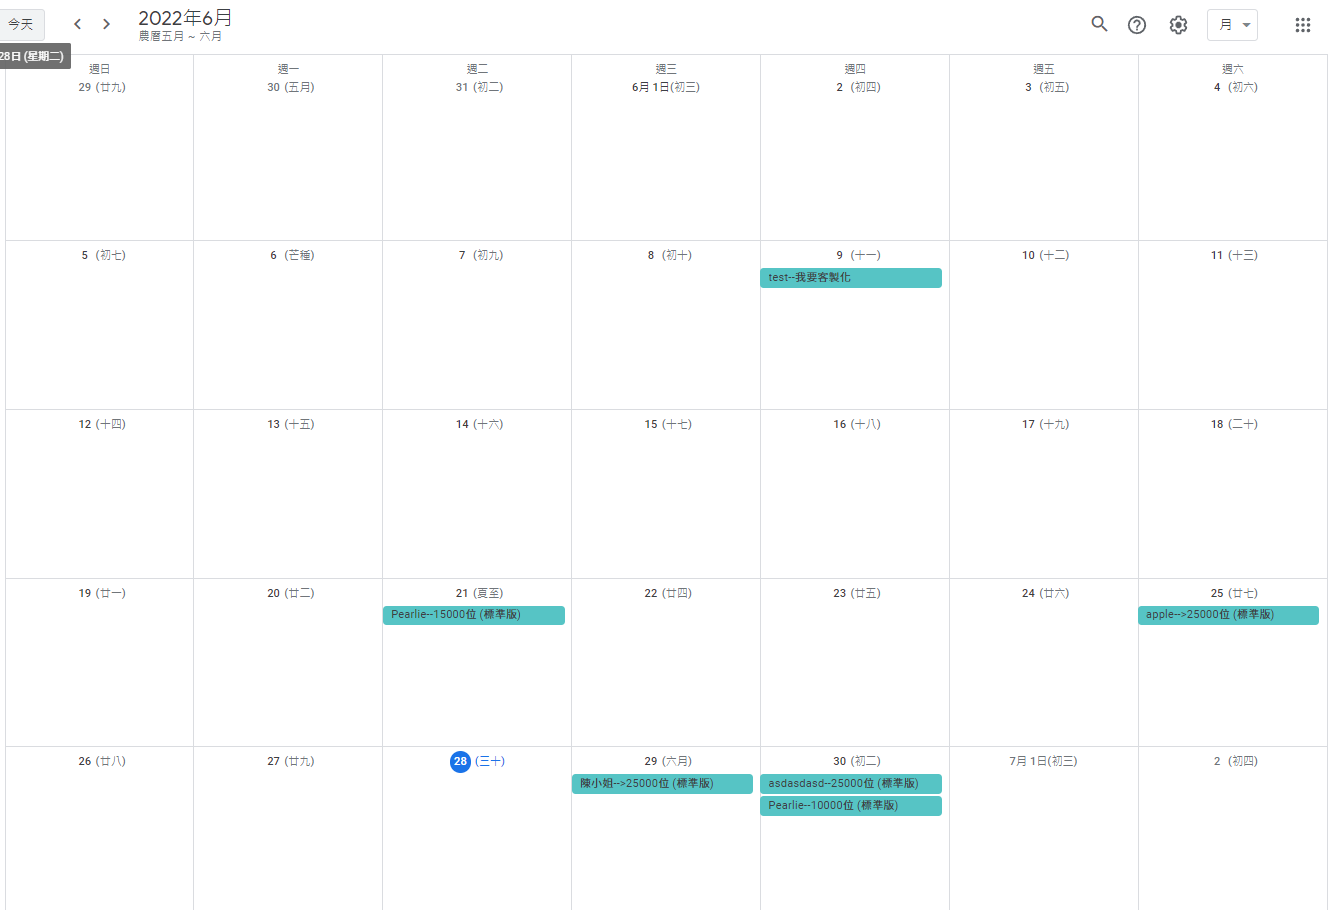 今天
2022年6月
農曆五月 ~ 六月
月
28日 (星期二)
週日 週一 週二 週三 週四 週五 週六
29 (廿九) 30 (五月) 31 (初二) 6月 1日(初三) 2 (初四) 3 (初五) 4 (初六)
5 (初七) 6 (芒種) 7 (初九) 8 (初十) 9 (十一) 10 (十二) 11 (十三)
test--我要客製化
12 (十四) 13 (十五) 14 (十六) 15 (十七) 16 (十八) 17 (十九) 18 (二十)
19 (廿一) 20 (廿二) 21 (夏至) 22 (廿四) 23 (廿五) 24 (廿六) 25 (廿七)
Pearlie--15000位 (標準版) apple-->25000位 (標準版)
26 (廿八) 27 (廿九) 28 (三十) 29 (六月) 30 (初二) 7月 1日(初三) 2 (初四)
陳小姐-->25000位 (標準版) asdasdasd--25000位 (標準版)
Pearlie--10000位 (標準版)